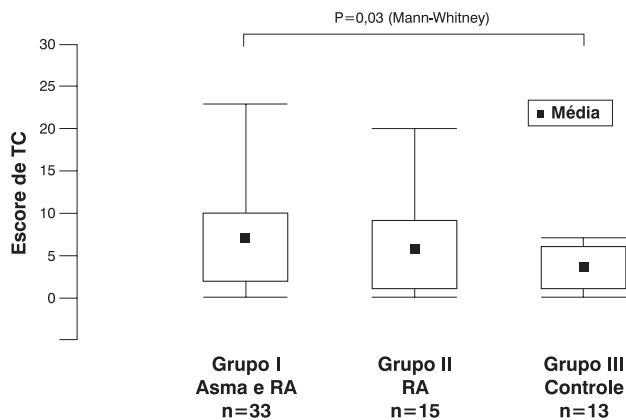 P=0,03 (Mann-Whitney)
30
25
20
15
10
5
0
Escore de TC
Média
Grupo I
Asma e RA
n=33
Grupo II
RA
n=15
Grupo III
Controle
n=13